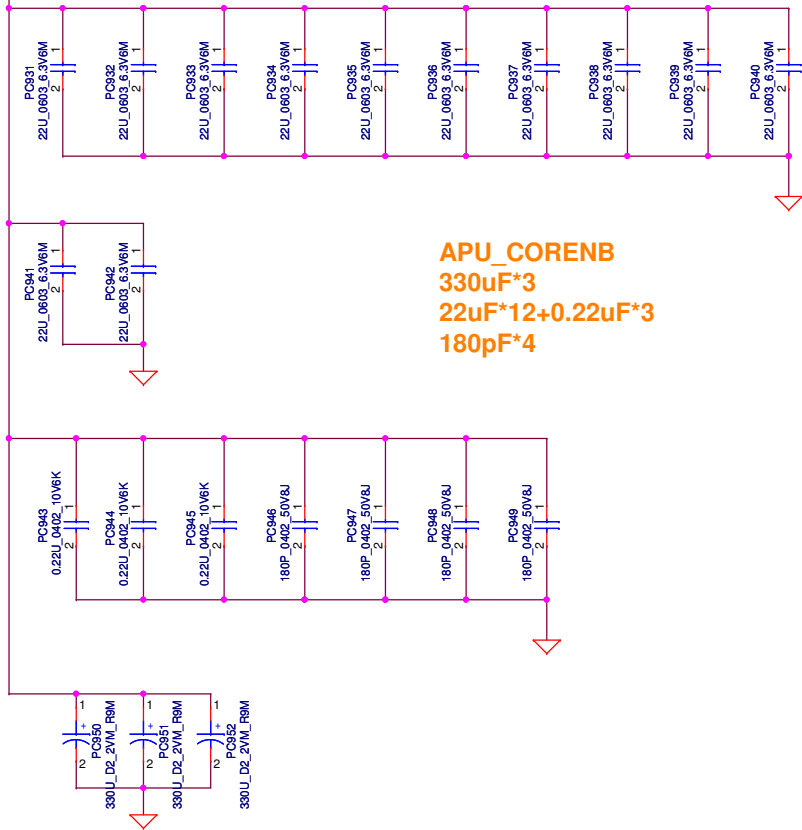 PC931
22U_0603_6.3V6M
1
2
PC932
22U_0603_6.3V6M
1
2
PC933
22U_0603_6.3V6M
1
2
PC934
22U_0603_6.3V6M
1
2
PC935
22U_0603_6.3V6M
1
2
PC936
22U_0603_6.3V6M
1
2
PC937
22U_0603_6.3V6M
1
2
PC938
22U_0603_6.3V6M
1
2
PC939
22U_0603_6.3V6M
1
2
PC940
22U_0603_6.3V6M
1
2
PC941
22U_0603_6.3V6M
1
2
PC942
22U_0603_6.3V6M
1
2
APU_CORENB
330uF*3
22uF*12+0.22uF*3
180pF*4
PC943
0.22U_0402_10V6K
1
2
PC944
0.22U_0402_10V6K
1
2
PC945
0.22U_0402_10V6K
1
2
PC946
180P_0402_50V8J
1
2
PC947
180P_0402_50V8J
1
2
PC948
180P_0402_50V8J
1
2
PC949
180P_0402_50V8J
1
2
1
+
2
PC950
330U_D2_2VM_R9M
1
+
2
PC951
330U_D2_2VM_R9M
1
+
2
PC952
330U_D2_2VM_R9M